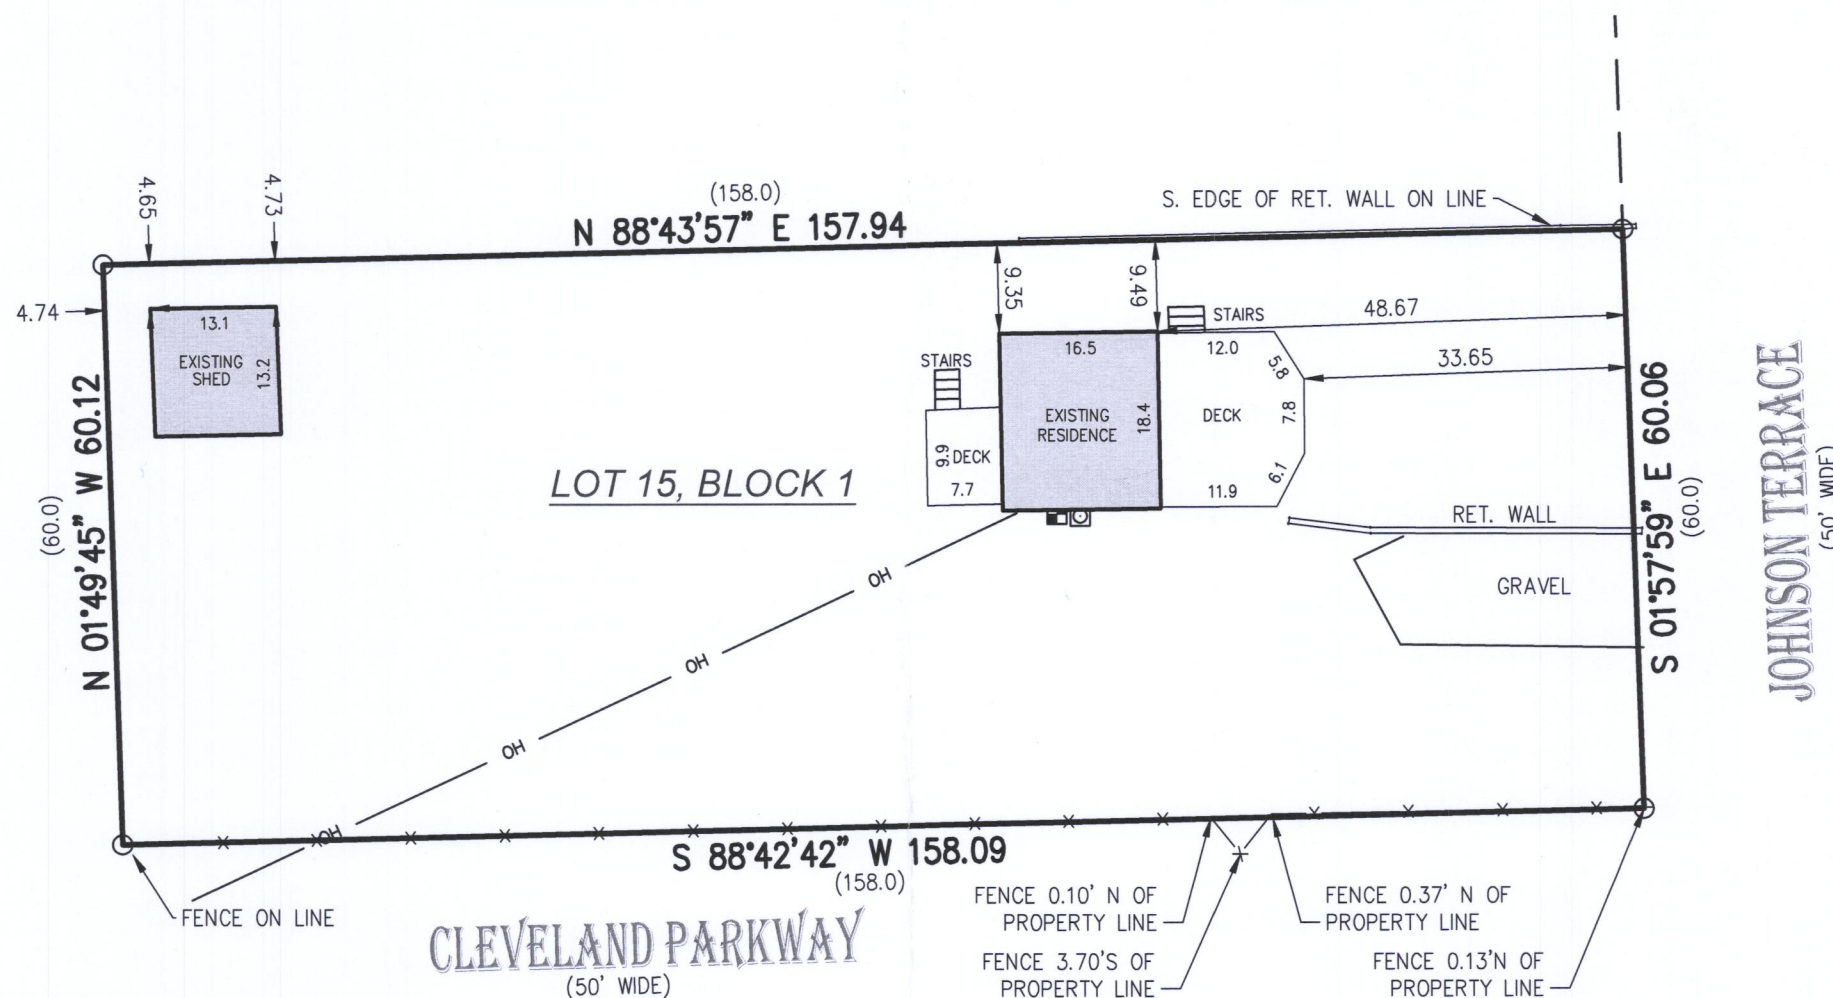 (158.0)
N 88°43'57" E 157.94
S. EDGE OF RET. WALL ON LINE
4.65
4.73
4.74
13.1
EXISTING
SHED
13.2
9.35
9.49
STAIRS
48.67
33.65
STAIRS
16.5
12.0
5.8
EXISTING
RESIDENCE
18.4
DECK
7.8
6.1
11.9
9.9
DECK
7.7
LOT 15, BLOCK 1
N 01°49'45" W 60.12
(60.0)
RET. WALL
GRAVEL
S 01°57'59" E 60.06
(60.0)
JOHNSON TERRACE
(50' WIDE)
OH
OH
OH
OH
S 88°42'42" W 158.09
(158.0)
FENCE ON LINE
CLEVELAND PARKWAY
(50' WIDE)
FENCE 0.10' N OF
PROPERTY LINE
FENCE 3.70'S OF
PROPERTY LINE
FENCE 0.37' N OF
PROPERTY LINE
FENCE 0.13'N OF
PROPERTY LINE